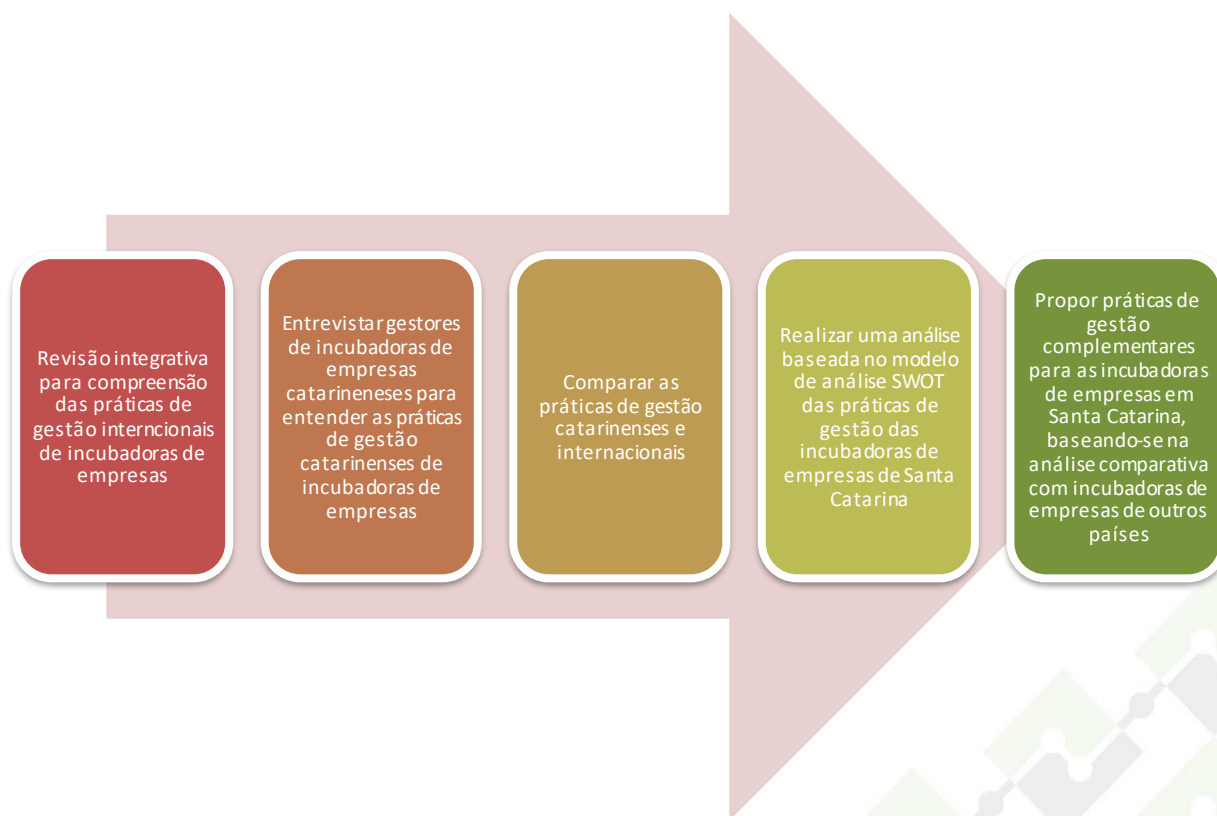 Revisão integrativa
para compreensão
das práticas de
gestão interncionais
de incubadoras de
empresas
Entrevistar gestores
de incubadoras de
empresas
catarineneses para
entender as práticas
de gestão
catarinenses de
incubadoras de
empresas
Comparar as
práticas de gestão
catarinenses e
internacionais
Realizar uma análise
baseada no modelo
de análise SWOT
das práticas de
gestão das
incubadoras de
empresas de Santa
Catarina
Propor práticas de
gestão
complementares
para as incubadoras
de empresas em
Santa Catarina,
baseando-se na
análise comparativa
com incubadoras de
empresas de outros
países